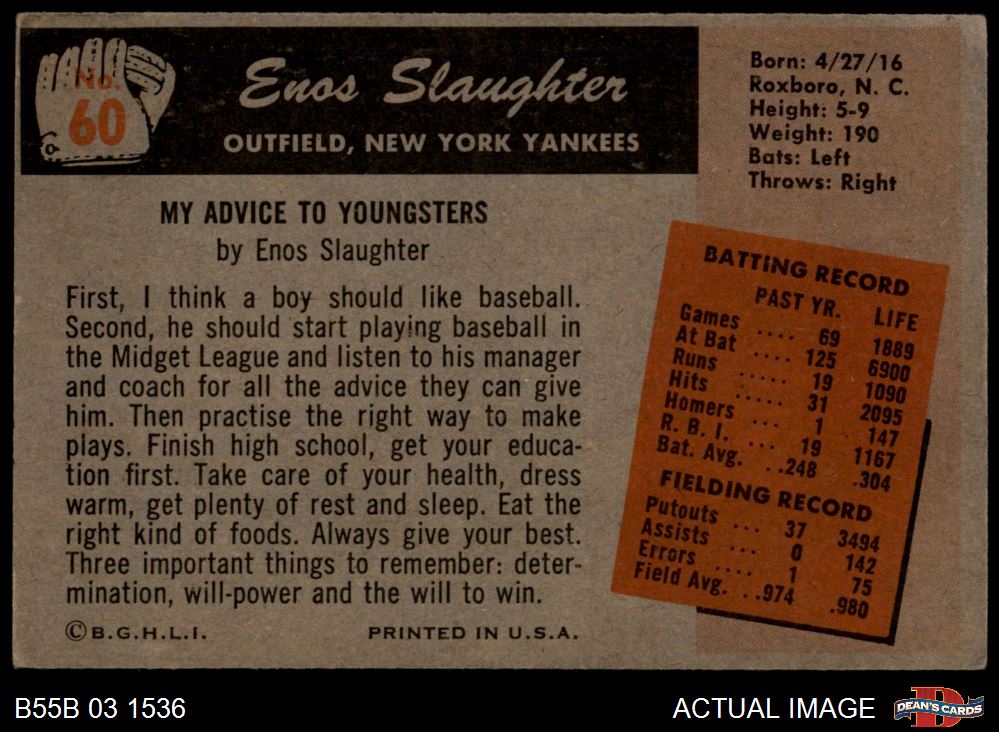 No.
60
Enos Slaughter
OUTFIELD, NEW YORK YANKEES
Born: 4/27/16
Roxboro, N. C.
Height: 5-9
Weight: 190
Bats: Left
Throws: Right
MY ADVICE TO YOUNGSTERS
by Enos Slaughter
First, I think a boy should like baseball.
Second, he should start playing baseball in
the Midget League and listen to his manager
and coach for all the advice they can give
him. Then practise the right way to make
plays. Finish high school, get your educa-
tion first. Take care of your health, dress
warm, get plenty of rest and sleep. Eat the
right kind of foods. Always give your best.
Three important things to remember: deter-
mination, will-power and the will to win.
© B.G.H.L.I. PRINTED IN U.S.A.
BATTING RECORD
PAST YR. LIFE
Games .... 69 1889
At Bat .... 125 6900
Runs ..... 19 1090
Hits ..... 31 2095
Homers ... 1 147
R. B. I. ... 19 1167
Bat. Avg. ..248 .304
FIELDING RECORD
Putouts ... 37 3494
Assists ... 0 142
Errors .... 1 75
Field Avg. ..974 .980
B55B 03 1536
ACTUAL IMAGE
DEAN'S CARDS